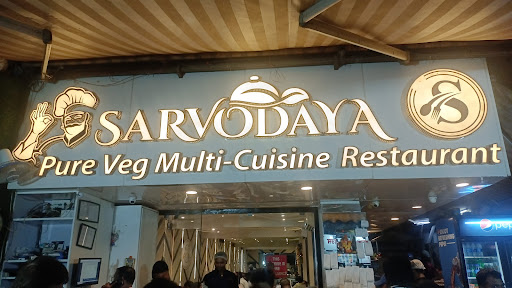 SARVODAYA
S
Pure Veg Multi-Cuisine Restaurant